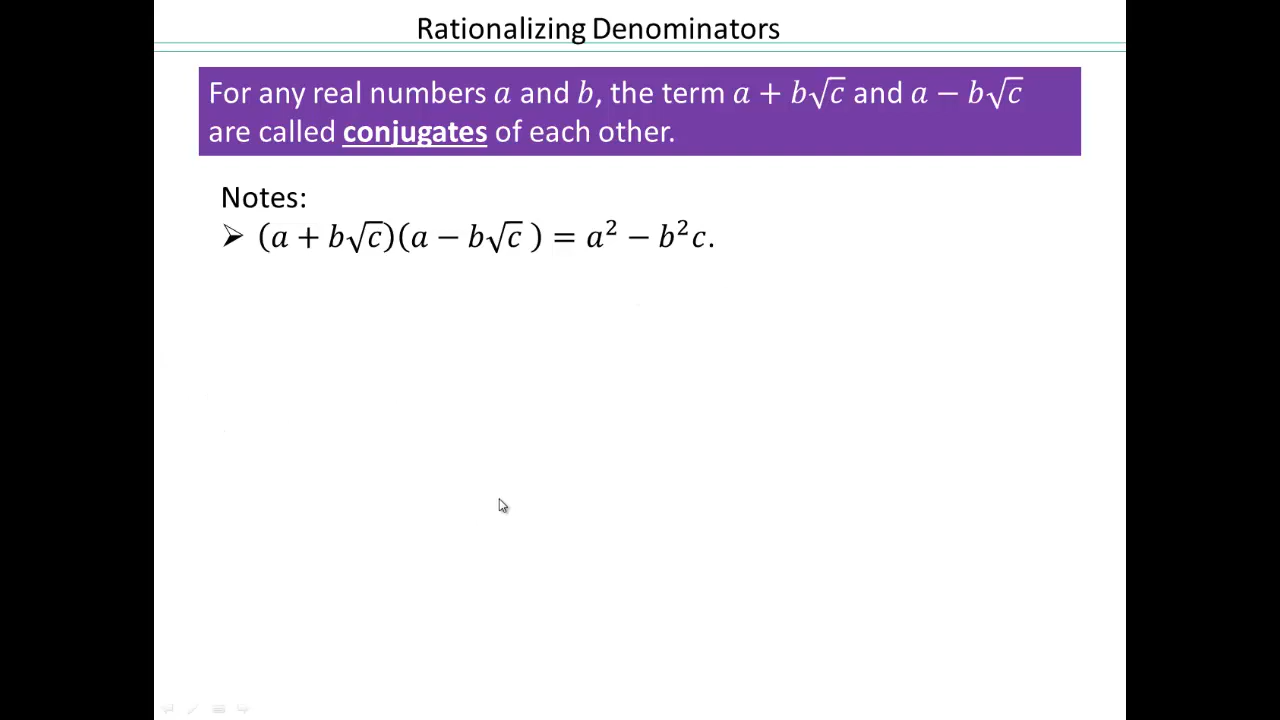 Rationalizing Denominators
For any real numbers a and b, the term a + b√c and a − b√c
are called conjugates of each other.
Notes:
➢ (a + b√c)(a − b√c ) = a² − b²c.